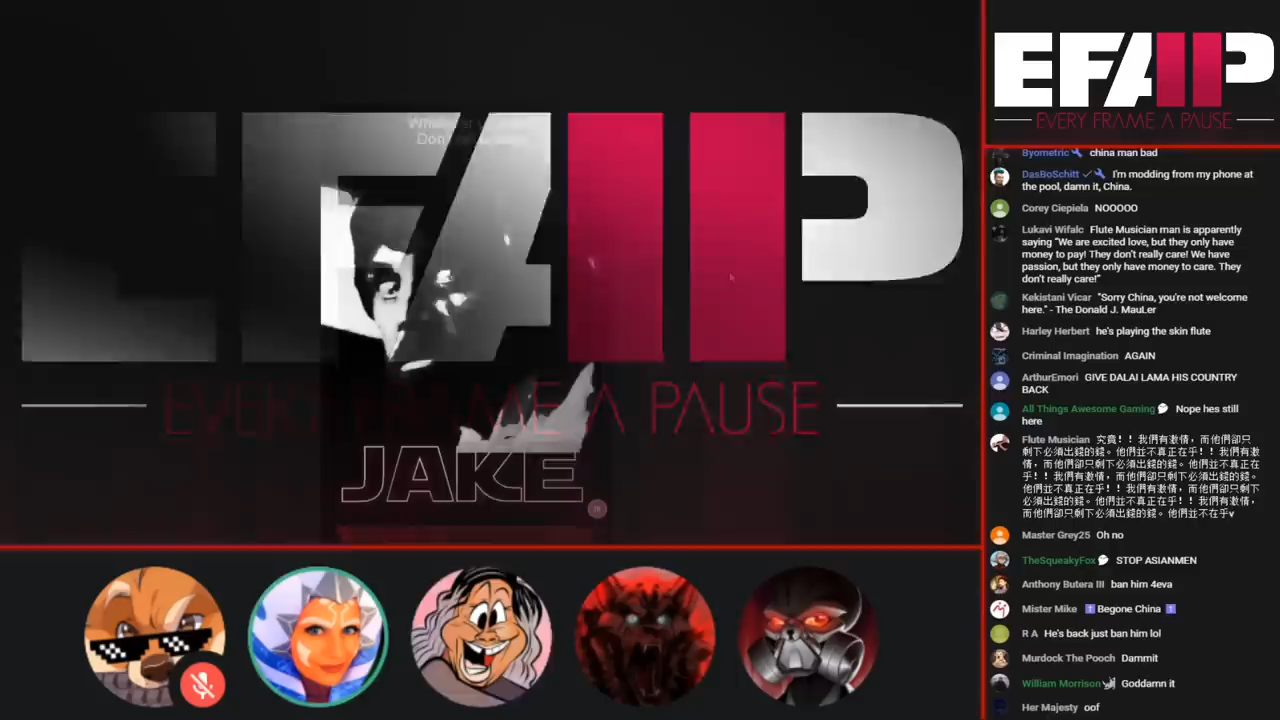 EFAP
EVERY FRAME A PAUSE
JAKE
EFAP
EVERY FRAME A PAUSE
Byometric china man bad
DasBoSchitt I'm modding from my phone at
the pool, damn it, China.
Corey Ciepiela NOOOOO
Lukavi Wifalc Flute Musician man is apparently
saying "We are excited love, but they only have
money to pay! They don't really care! We have
passion, but they only have money to care. They
don't really care!"
Kekistani Vicar "Sorry China, you're not welcome
here." - The Donald J. MauLer
Harley Herbert he's playing the skin flute
Criminal Imagination AGAIN
ArthurEmori GIVE DALAI LAMA HIS COUNTRY
BACK
All Things Awesome Gaming Nope hes still
here
Flute Musician 究竟！！我們有激情，而他們卻只
剩下必須出錢的錢。他們並不真正在乎！！我們有激
情，而他們卻只剩下必須出錢的錢。他們並不真正在
乎！！我們有激情，而他們卻只剩下必須出錢的錢。
他們並不真正在乎！！我們有激情，而他們卻只剩下
必須出錢的錢。他們並不真正在乎！！我們有激情，
而他們卻只剩下必須出錢的錢。他們並不在乎v
Master Grey25 Oh no
TheSqueakyFox STOP ASIANMEN
Anthony Butera III ban him 4eva
Mister Mike Begone China
R A He's back just ban him lol
Murdock The Pooch Dammit
William Morrison Goddamn it
Her Majesty oof